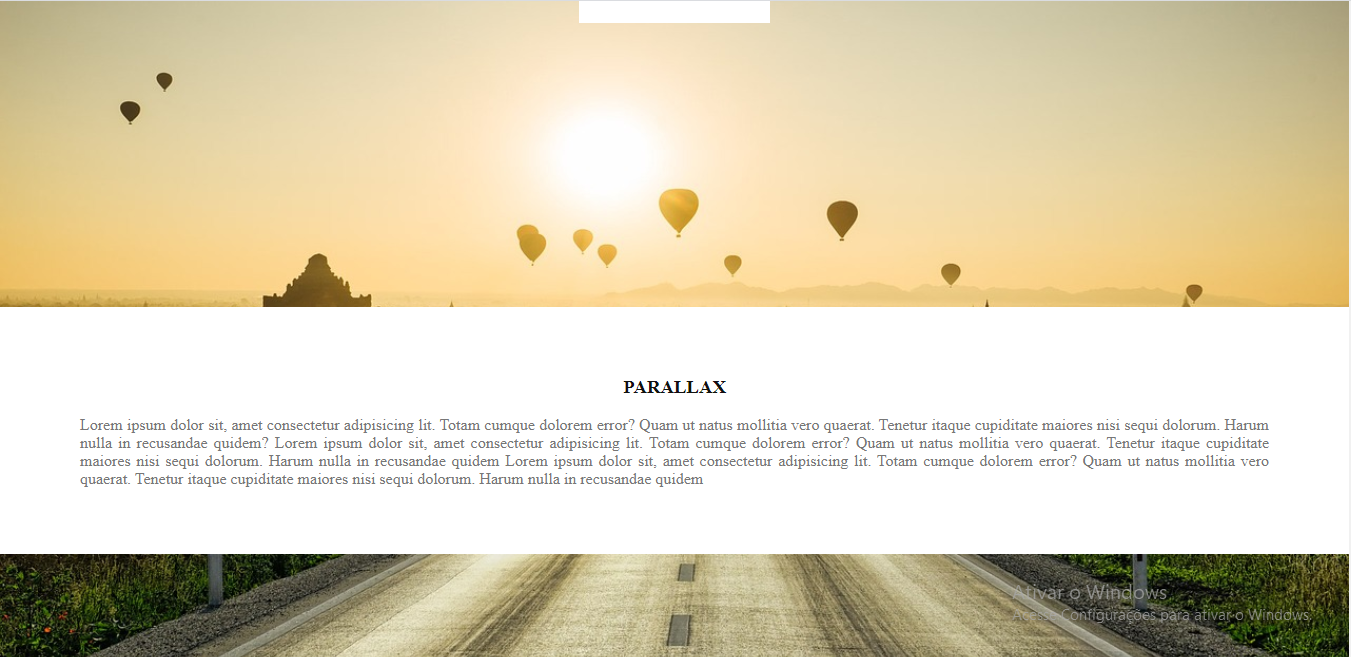 PARALLAX
Lorem ipsum dolor sit, amet consectetur adipisicing lit. Totam cumque dolorem error? Quam ut natus mollitia vero quaerat. Tenetur itaque cupiditate maiores nisi sequi dolorum. Harum
nulla in recusandae quidem? Lorem ipsum dolor sit, amet consectetur adipisicing lit. Totam cumque dolorem error? Quam ut natus mollitia vero quaerat. Tenetur itaque cupiditate
maiores nisi sequi dolorum. Harum nulla in recusandae quidem Lorem ipsum dolor sit, amet consectetur adipisicing lit. Totam cumque dolorem error? Quam ut natus mollitia vero
quaerat. Tenetur itaque cupiditate maiores nisi sequi dolorum. Harum nulla in recusandae quidem
Ativar o Windows
Acesse Configurações para ativar o Windows.